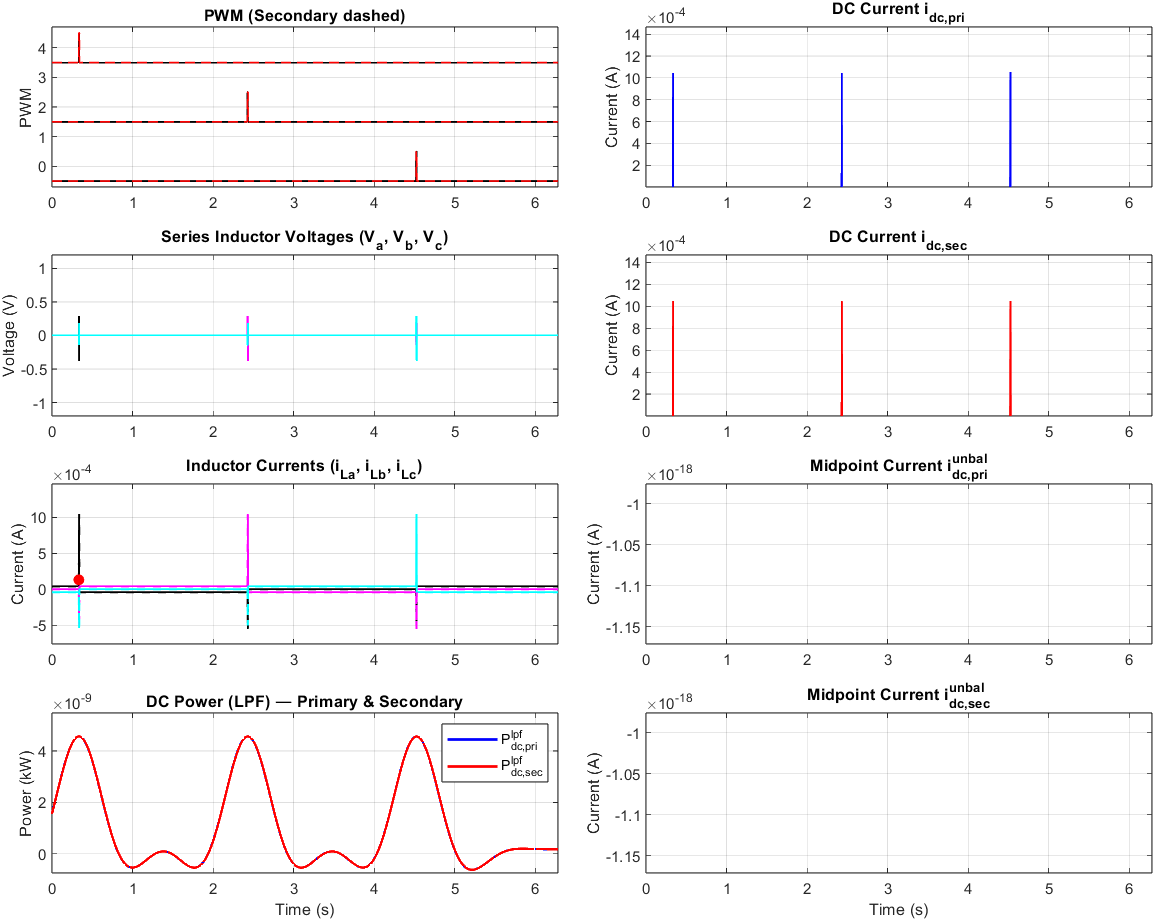 PWM (Secondary dashed)
PWM
4
3
2
1
0
0 1 2 3 4 5 6
DC Current i_dc,pri
×10^-4
Current (A)
14
12
10
8
6
4
2
0 1 2 3 4 5 6
Series Inductor Voltages (V_a, V_b, V_c)
Voltage (V)
1
0.5
0
-0.5
-1
0 1 2 3 4 5 6
DC Current i_dc,sec
×10^-4
Current (A)
14
12
10
8
6
4
2
0 1 2 3 4 5 6
Inductor Currents (i_La, i_Lb, i_Lc)
×10^-4
Current (A)
10
5
0
-5
0 1 2 3 4 5 6
Midpoint Current i_dc,pri^unbal
×10^-18
Current (A)
-1
-1.05
-1.1
-1.15
0 1 2 3 4 5 6
DC Power (LPF) — Primary & Secondary
×10^-9
Power (kW)
4
2
0
P_dc,pri^lpf
P_dc,sec^lpf
0 1 2 3 4 5 6
Time (s)
Midpoint Current i_dc,sec^unbal
×10^-18
Current (A)
-1
-1.05
-1.1
-1.15
0 1 2 3 4 5 6
Time (s)